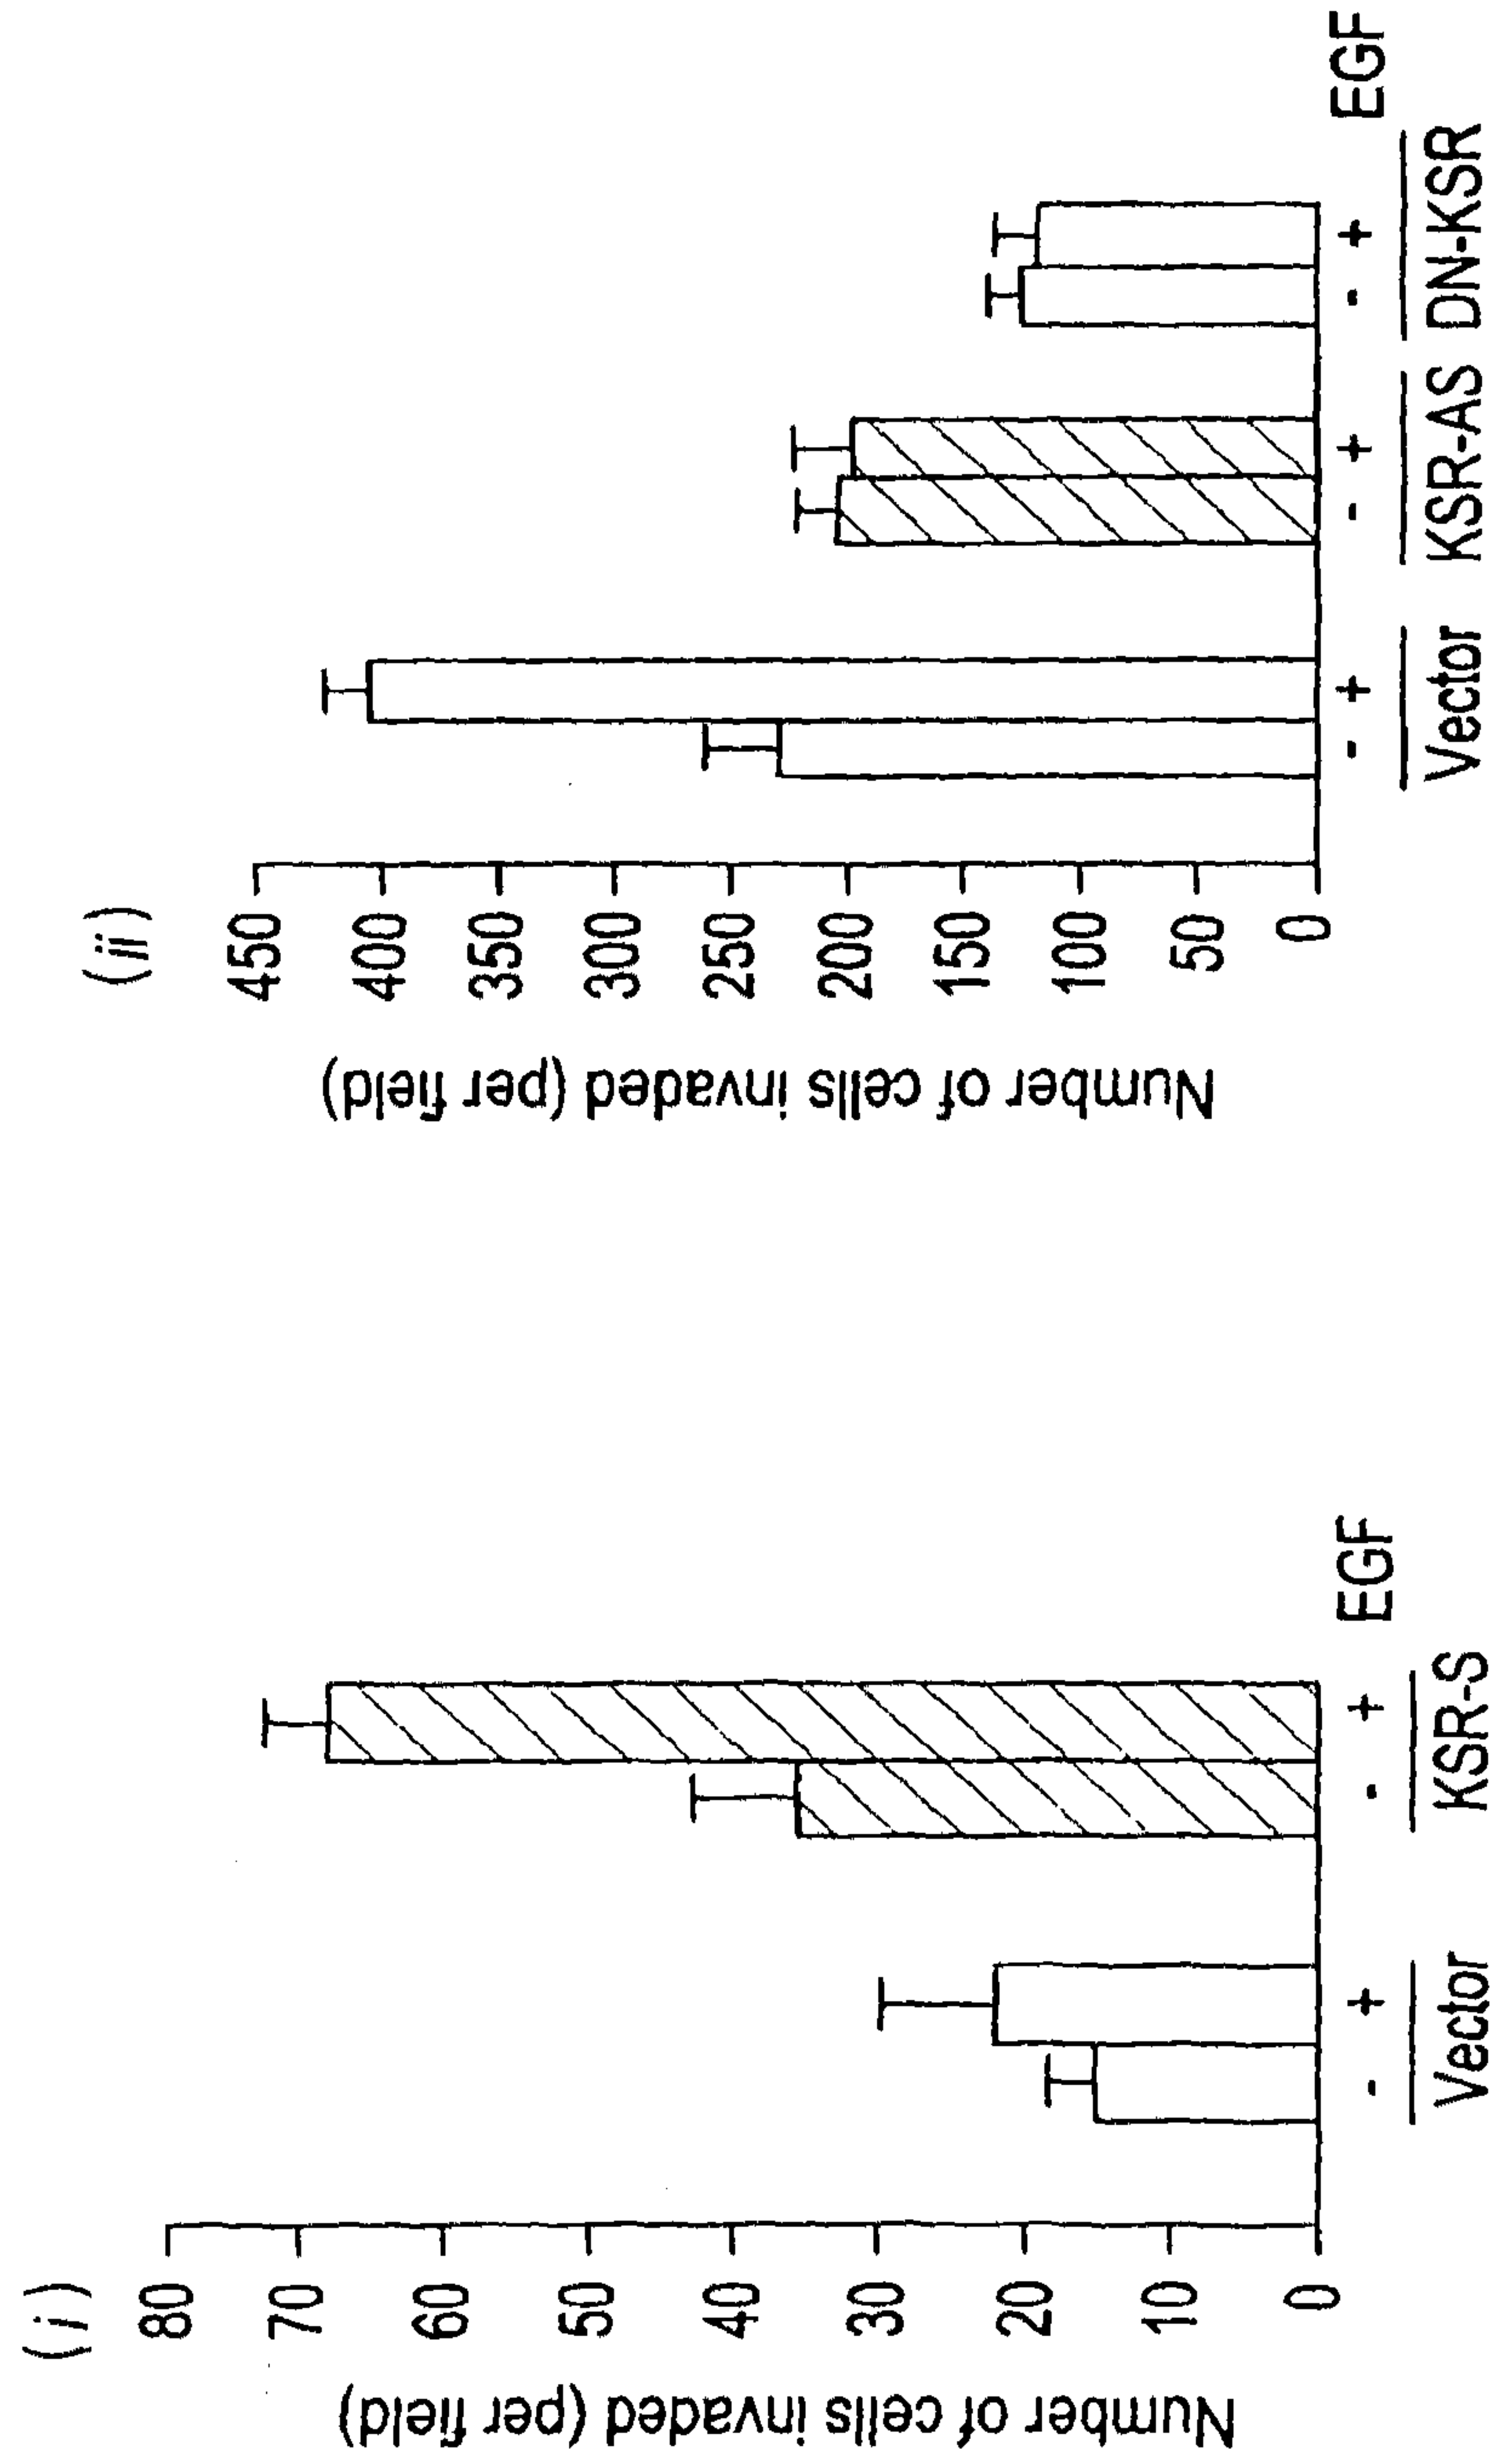 (i)
Number of cells invaded (per field)
80
70
60
50
40
30
20
10
0
- + - + EGF
Vector KSR-S
(ii)
Number of cells invaded (per field)
450
400
350
300
250
200
150
100
50
0
- + - + - + EGF
Vector KSR-AS DN-KSR